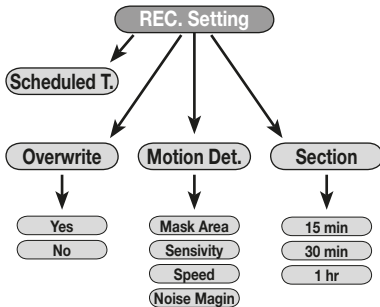 REC. Setting
Scheduled T.
Overwrite
Motion Det.
Section
Yes
No
Mask Area
Sensivity
Speed
Noise Magin
15 min
30 min
1 hr